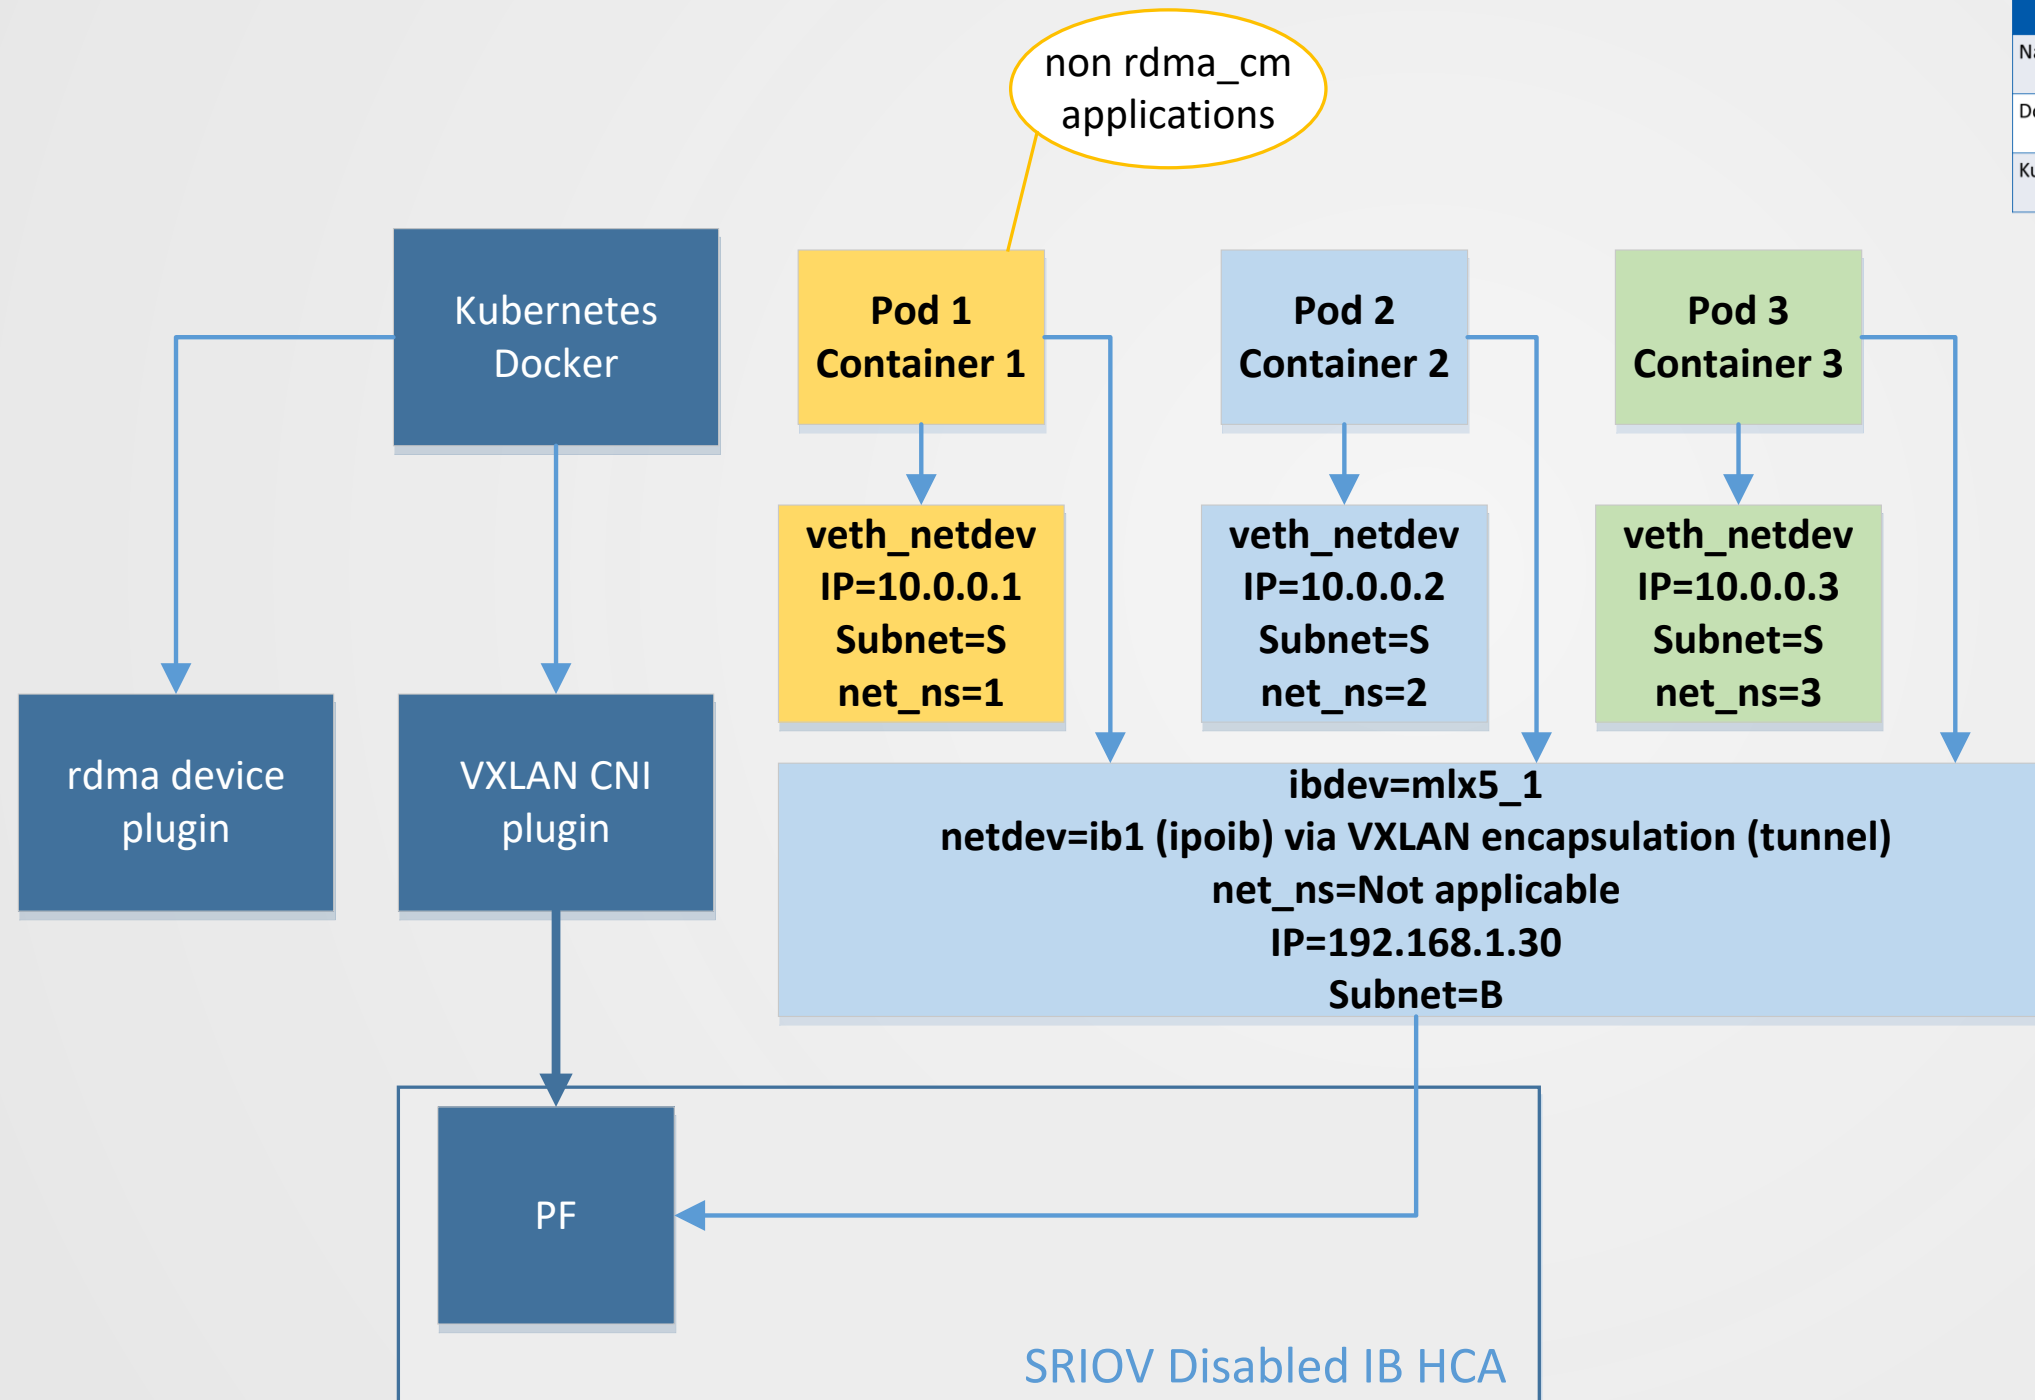 non rdma_cm
applications
Kubernetes
Docker
Pod 1
Container 1
Pod 2
Container 2
Pod 3
Container 3
veth_netdev
IP=10.0.0.1
Subnet=S
net_ns=1
veth_netdev
IP=10.0.0.2
Subnet=S
net_ns=2
veth_netdev
IP=10.0.0.3
Subnet=S
net_ns=3
rdma device
plugin
VXLAN CNI
plugin
ibdev=mlx5_1
netdev=ib1 (ipoib) via VXLAN encapsulation (tunnel)
net_ns=Not applicable
IP=192.168.1.30
Subnet=B
PF
SRIOV Disabled IB HCA